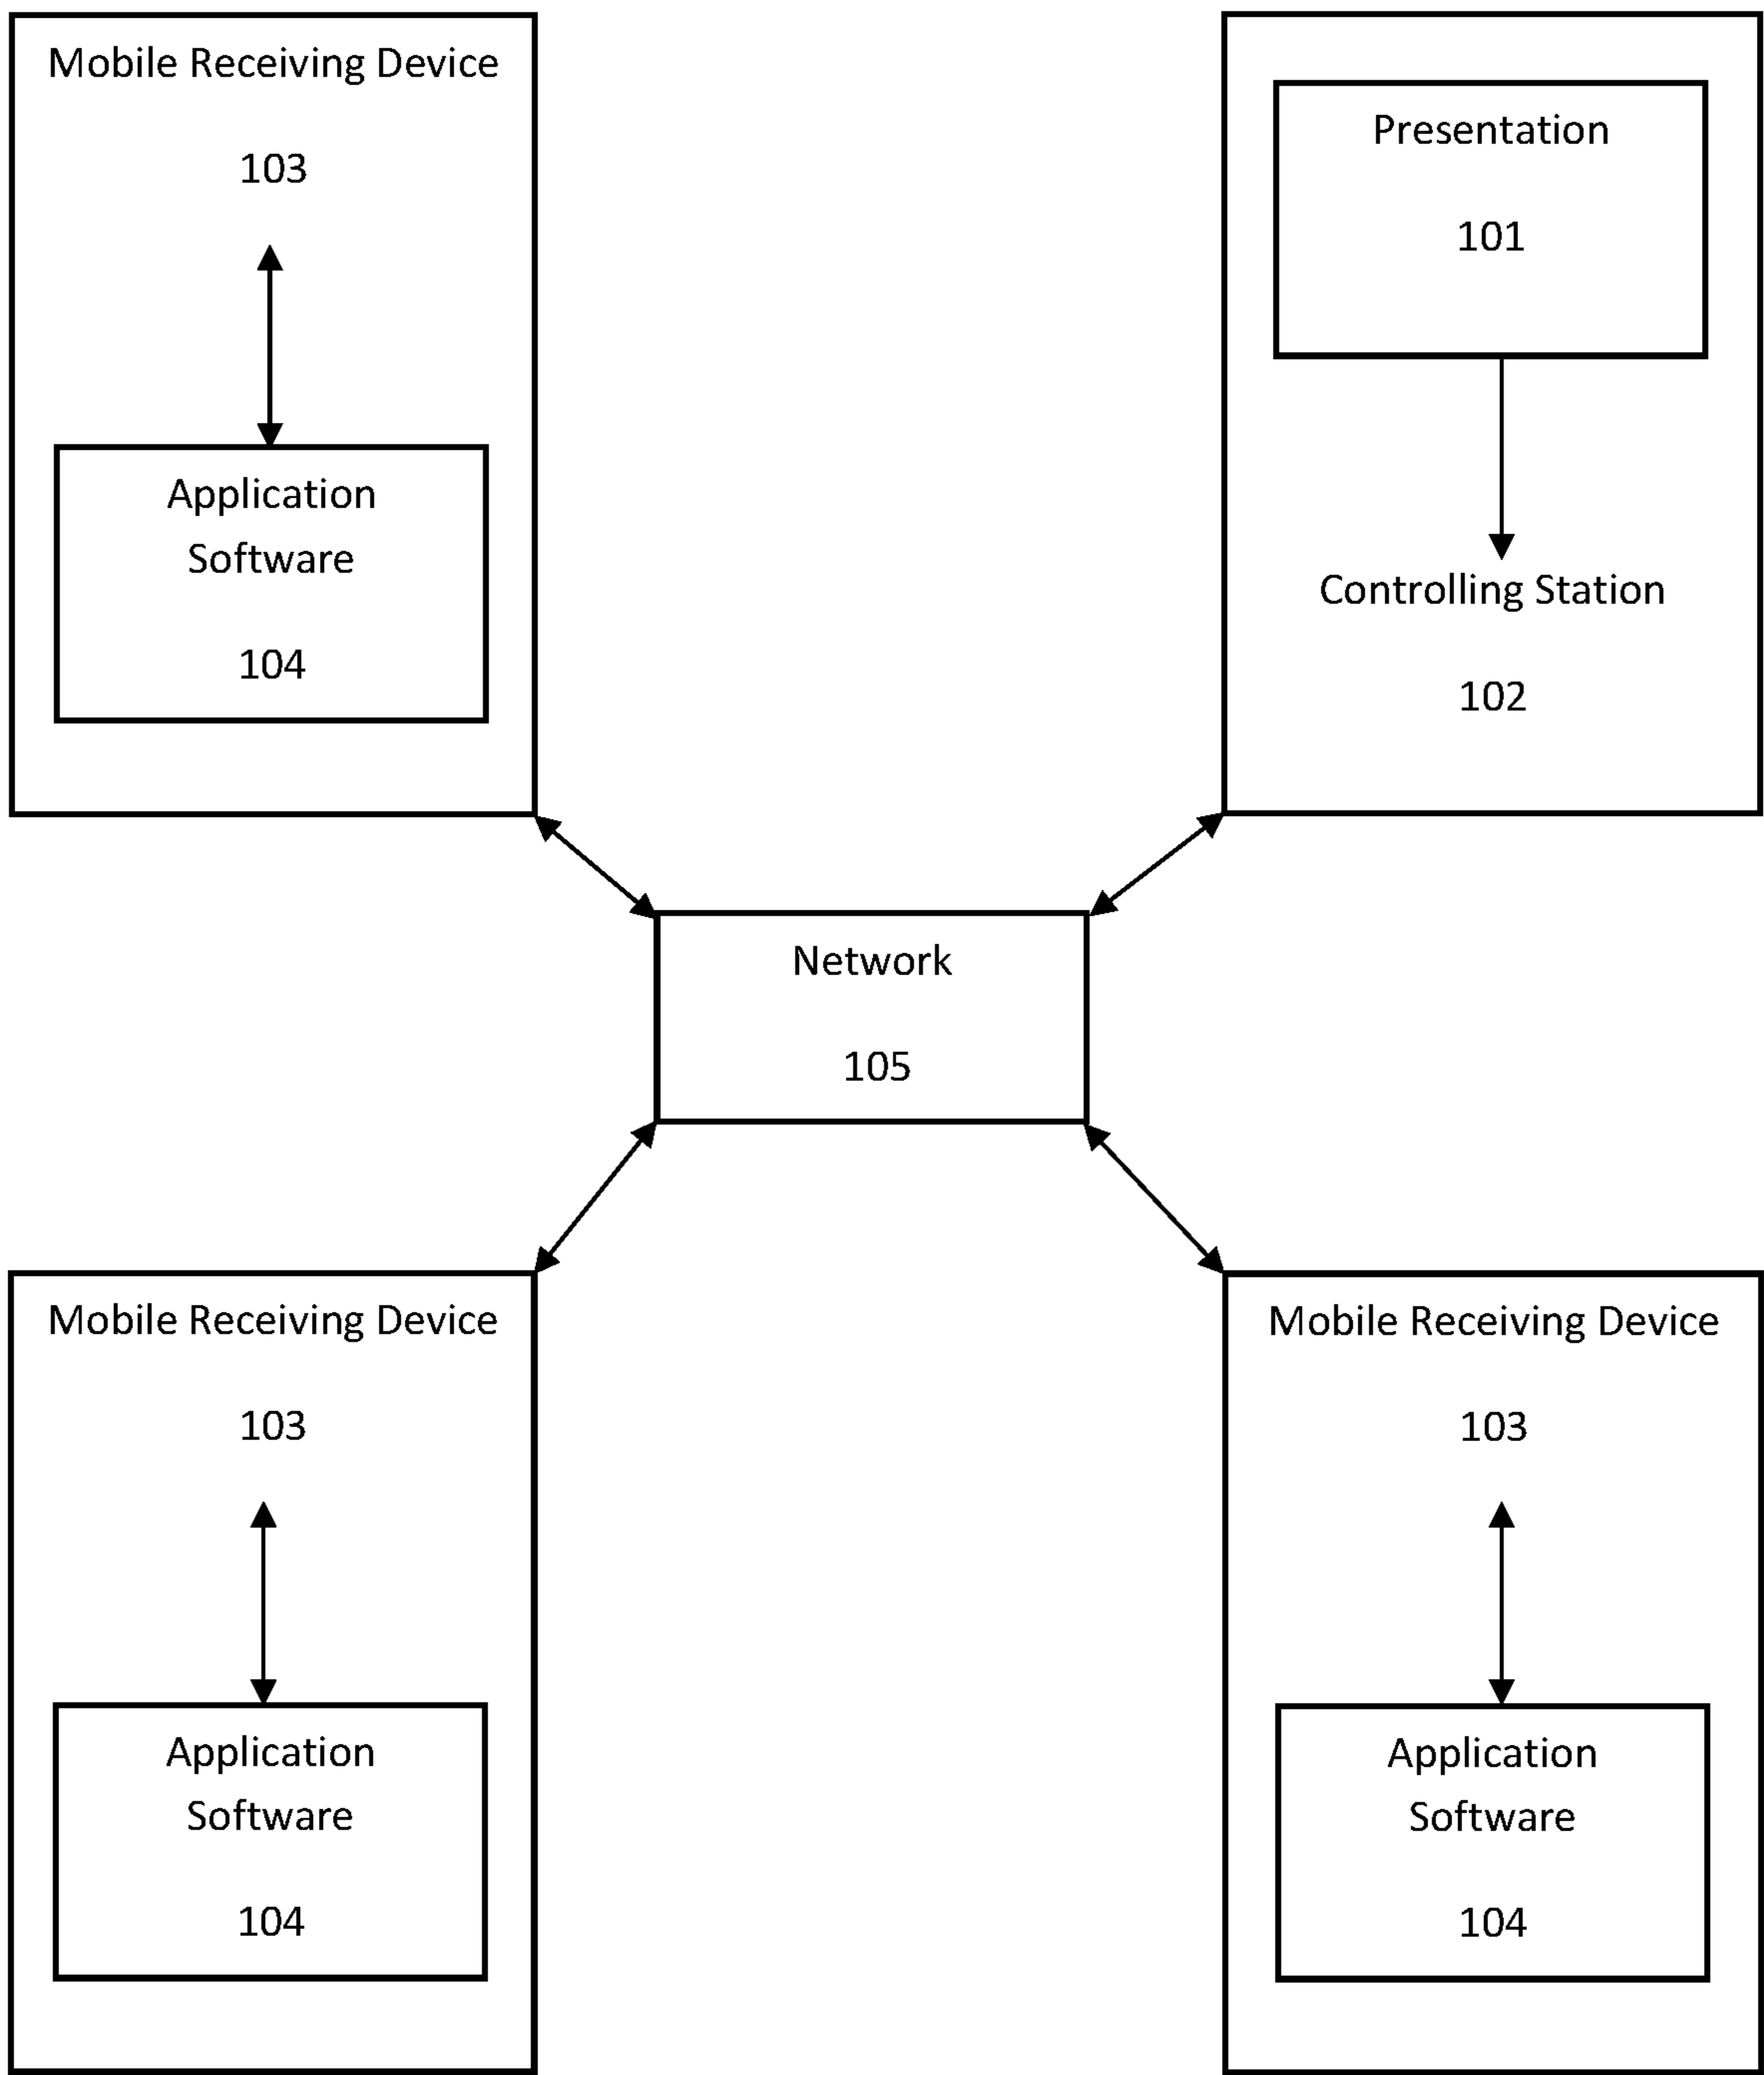 Mobile Receiving Device
103
Application
Software
104
Presentation
101
Controlling Station
102
Network
105
Mobile Receiving Device
103
Application
Software
104
Mobile Receiving Device
103
Application
Software
104